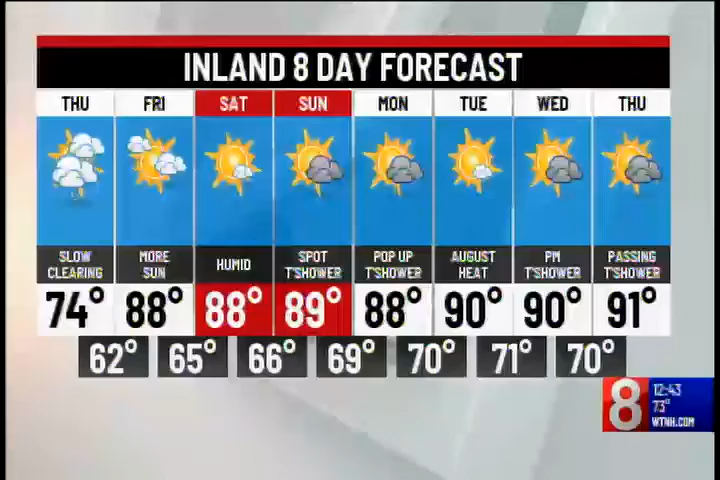 INLAND 8 DAY FORECAST
THU FRI SAT SUN MON TUE WED THU
SLOW CLEARING
MORE SUN
HUMID
SPOT T'SHOWER
POP UP T'SHOWER
AUGUST HEAT
PM T'SHOWER
PASSING T'SHOWER
74° 88° 88° 89° 88° 90° 90° 91°
62° 65° 66° 69° 70° 71° 70°
8
12:43
73°
WTNH.COM